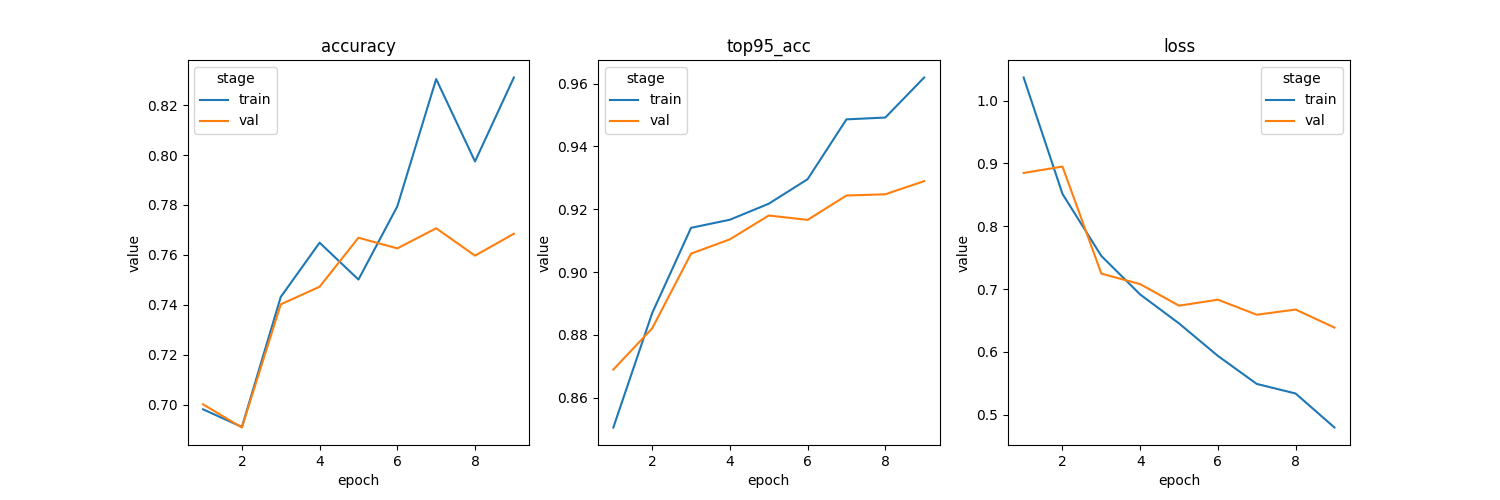 accuracy
stage
train
val
0.82
0.80
0.78
0.76
0.74
0.72
0.70
value
2 4 6 8
epoch
top95_acc
stage
train
val
0.96
0.94
0.92
0.90
0.88
0.86
value
2 4 6 8
epoch
loss
stage
train
val
1.0
0.9
0.8
0.7
0.6
0.5
value
2 4 6 8
epoch